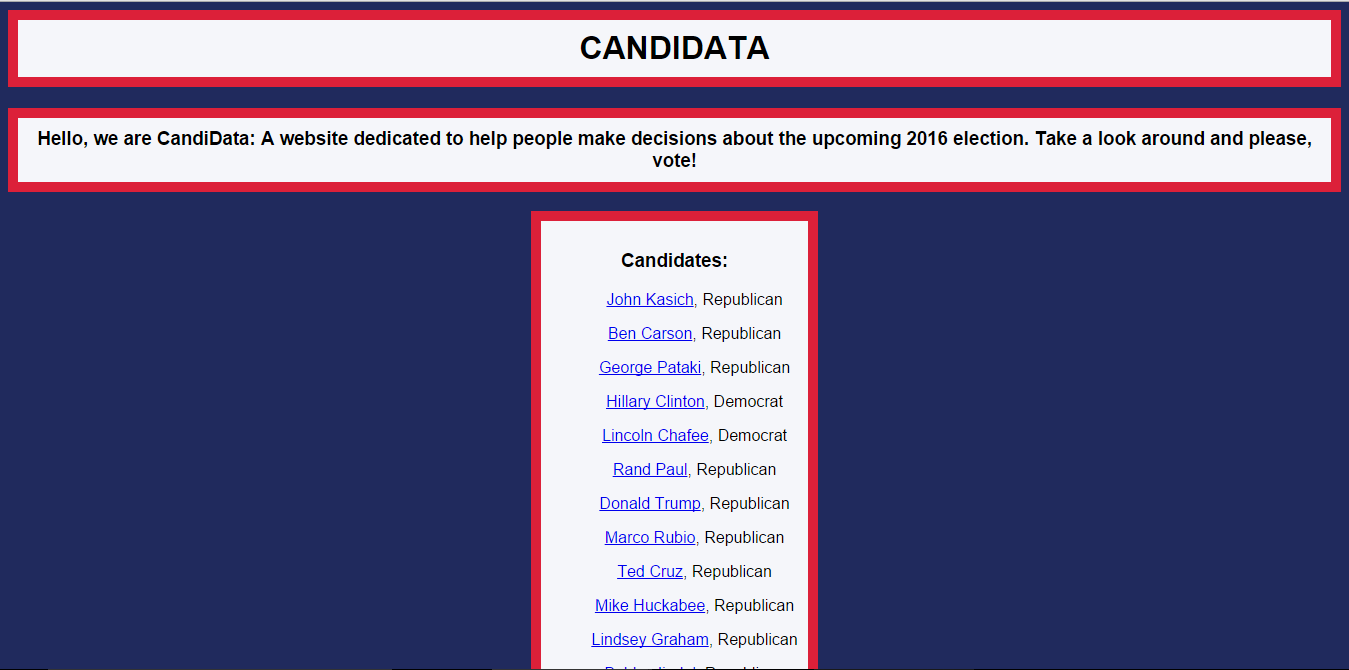 CANDIDATA
Hello, we are CandiData: A website dedicated to help people make decisions about the upcoming 2016 election. Take a look around and please,
vote!
Candidates:
John Kasich, Republican
Ben Carson, Republican
George Pataki, Republican
Hillary Clinton, Democrat
Lincoln Chafee, Democrat
Rand Paul, Republican
Donald Trump, Republican
Marco Rubio, Republican
Ted Cruz, Republican
Mike Huckabee, Republican
Lindsey Graham, Republican